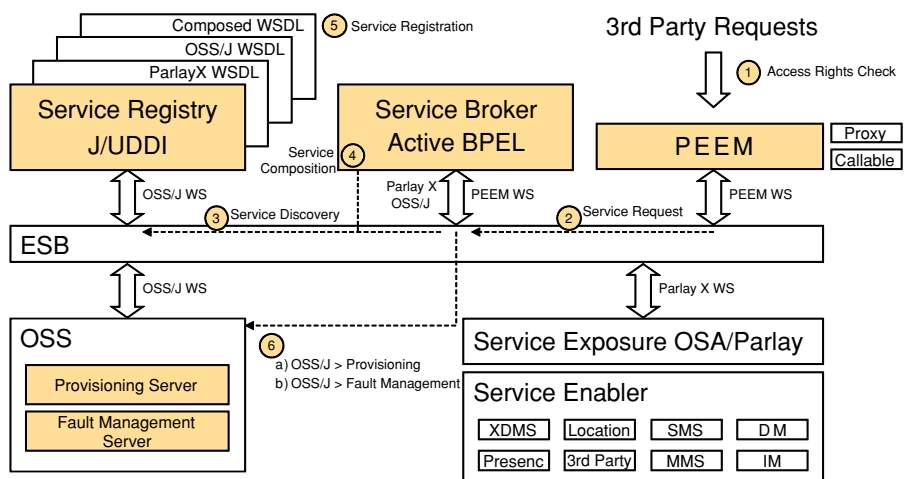 Composed WSDL
OSS/J WSDL
ParlayX WSDL
5 Service Registration
3rd Party Requests
1 Access Rights Check
Service Registry
J/UDDI
Service Broker
Active BPEL
PEEM
Proxy
Callable
Service
Composition
4
OSS/J WS
Parlay X
OSS/J
PEEM WS
PEEM WS
3 Service Discovery
2 Service Request
ESB
OSS/J WS
Parlay X WS
OSS
Provisioning Server
Fault Management
Server
6
a) OSS/J > Provisioning
b) OSS/J > Fault Management
Service Exposure OSA/Parlay
Service Enabler
XDMS
Location
SMS
DM
Presenc
3rd Party
MMS
IM